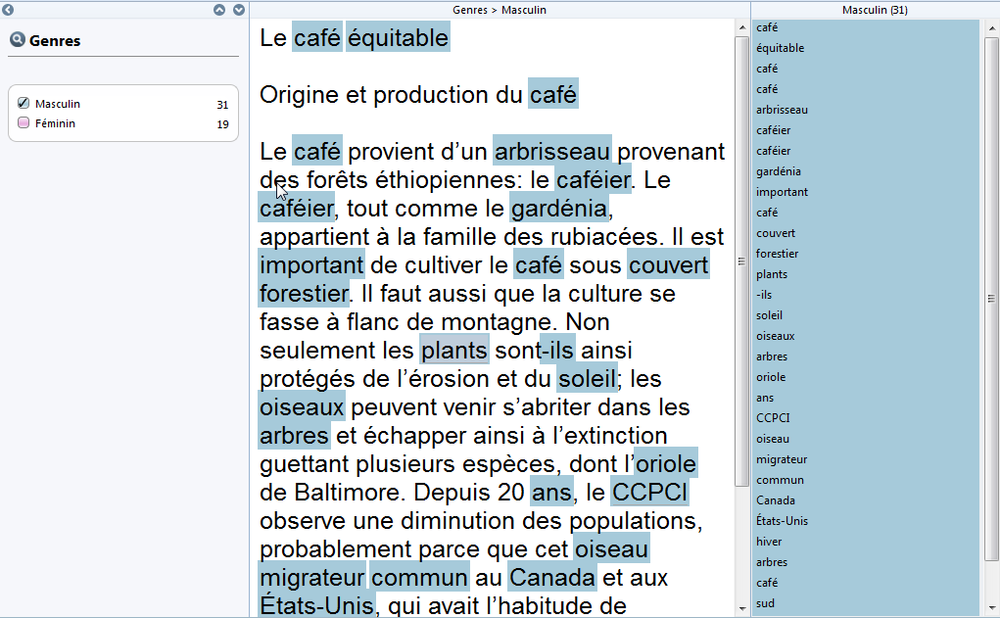 Genres
Masculin 31
Féminin 19
Genres > Masculin
Le café équitable
Origine et production du café
Le café provient d’un arbrisseau provenant
des forêts éthiopiennes: le caféier. Le
caféier, tout comme le gardénia,
appartient à la famille des rubiacées. Il est
important de cultiver le café sous couvert
forestier. Il faut aussi que la culture se
fasse à flanc de montagne. Non
seulement les plants sont-ils ainsi
protégés de l’érosion et du soleil; les
oiseaux peuvent venir s’abriter dans les
arbres et échapper ainsi à l’extinction
guettant plusieurs espèces, dont l’oriole
de Baltimore. Depuis 20 ans, le CCPCI
observe une diminution des populations,
probablement parce que cet oiseau
migrateur commun au Canada et aux
États-Unis, qui avait l’habitude de
Masculin (31)
café
équitable
café
café
arbrisseau
caféier
caféier
gardénia
important
café
couvert
forestier
plants
-ils
soleil
oiseaux
arbres
oriole
ans
CCPCI
oiseau
migrateur
commun
Canada
États-Unis
hiver
arbres
café
sud